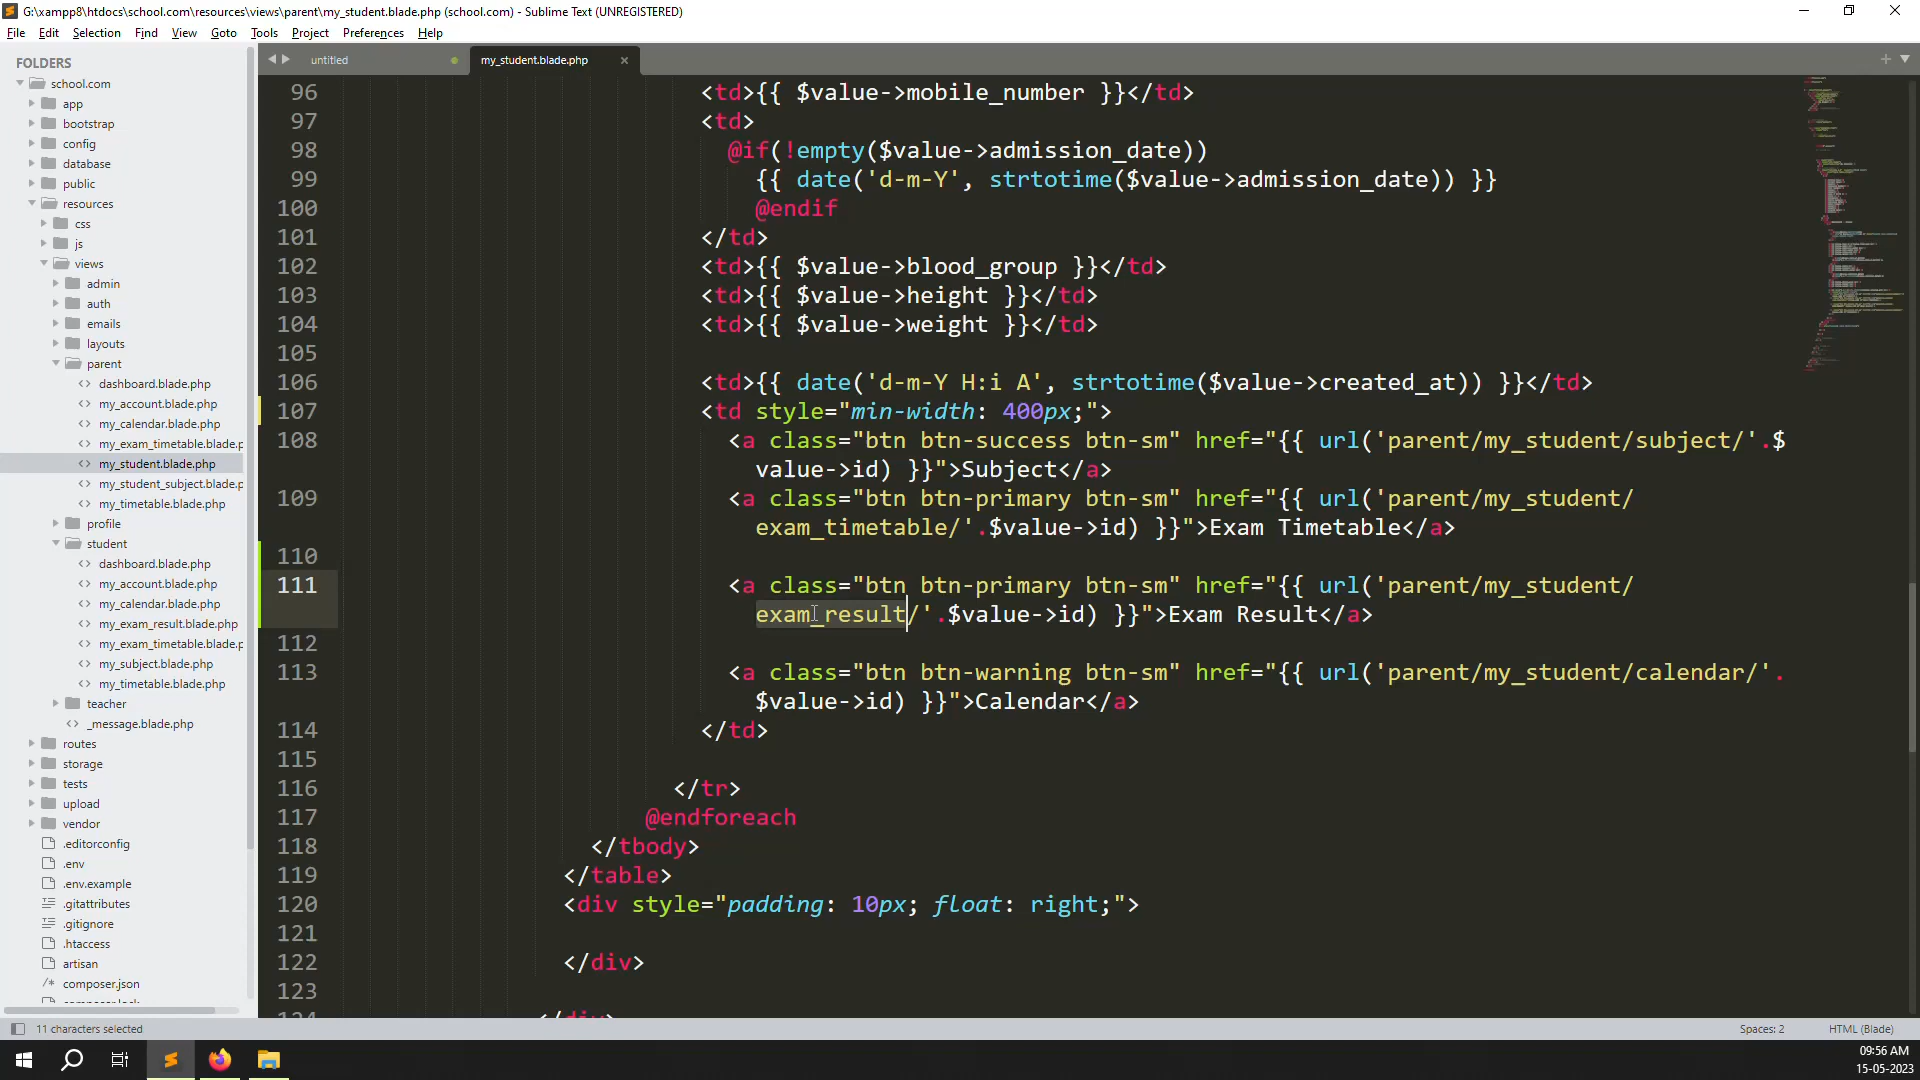 G:\xampp8\htdocs\school.com\resources\views\parent\my_student.blade.php (school.com) - Sublime Text (UNREGISTERED)
File Edit Selection Find View Goto Tools Project Preferences Help
FOLDERS
school.com
app
bootstrap
config
database
public
resources
css
js
views
admin
auth
emails
layouts
parent
dashboard.blade.php
my_account.blade.php
my_calendar.blade.php
my_exam_timetable.blade.p
my_student.blade.php
my_student_subject.blade.p
my_timetable.blade.php
profile
student
dashboard.blade.php
my_account.blade.php
my_calendar.blade.php
my_exam_result.blade.php
my_exam_timetable.blade.p
my_subject.blade.php
my_timetable.blade.php
teacher
_message.blade.php
routes
storage
tests
upload
vendor
.editorconfig
.env
.env.example
.gitattributes
.gitignore
.htaccess
artisan
composer.json
untitled my_student.blade.php
96 <td>{{ $value->mobile_number }}</td>
97 <td>
98 @if(!empty($value->admission_date))
99 {{ date('d-m-Y', strtotime($value->admission_date)) }}
100 @endif
101 </td>
102 <td>{{ $value->blood_group }}</td>
103 <td>{{ $value->height }}</td>
104 <td>{{ $value->weight }}</td>
105
106 <td>{{ date('d-m-Y H:i A', strtotime($value->created_at)) }}</td>
107 <td style="min-width: 400px;">
108 <a class="btn btn-success btn-sm" href="{{ url('parent/my_student/subject/'.$
value->id) }}">Subject</a>
109 <a class="btn btn-primary btn-sm" href="{{ url('parent/my_student/
exam_timetable/'.$value->id) }}">Exam Timetable</a>
110
111 <a class="btn btn-primary btn-sm" href="{{ url('parent/my_student/
exam_result/'.$value->id) }}">Exam Result</a>
112
113 <a class="btn btn-warning btn-sm" href="{{ url('parent/my_student/calendar/'.
$value->id) }}">Calendar</a>
114 </td>
115
116 </tr>
117 @endforeach
118 </tbody>
119 </table>
120 <div style="padding: 10px; float: right;">
121
122 </div>
123
11 characters selected
Spaces: 2 HTML (Blade)
09:56 AM
15-05-2023